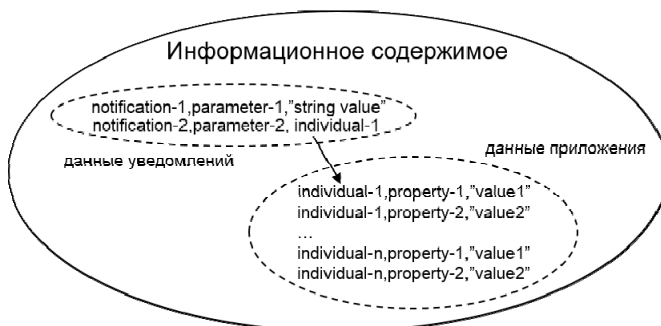 Информационное содержимое
notification-1,parameter-1,"string value"
notification-2,parameter-2, individual-1
данные уведомлений
данные приложения
individual-1,property-1,"value1"
individual-1,property-2,"value2"
...
individual-n,property-1,"value1"
individual-n,property-2,"value2"